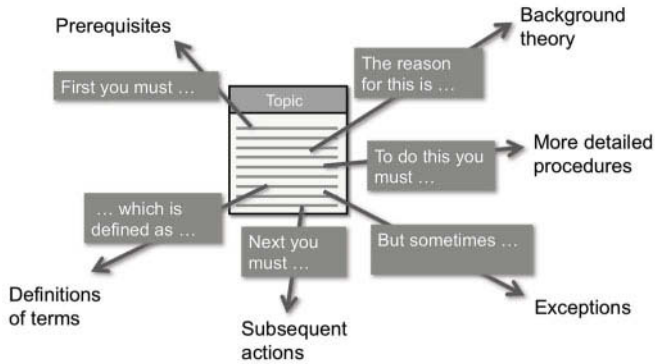 Prerequisites
Background
theory
First you must …
The reason
for this is …
Topic
To do this you
must …
More detailed
procedures
… which is
defined as …
Next you
must …
But sometimes …
Definitions
of terms
Subsequent
actions
Exceptions